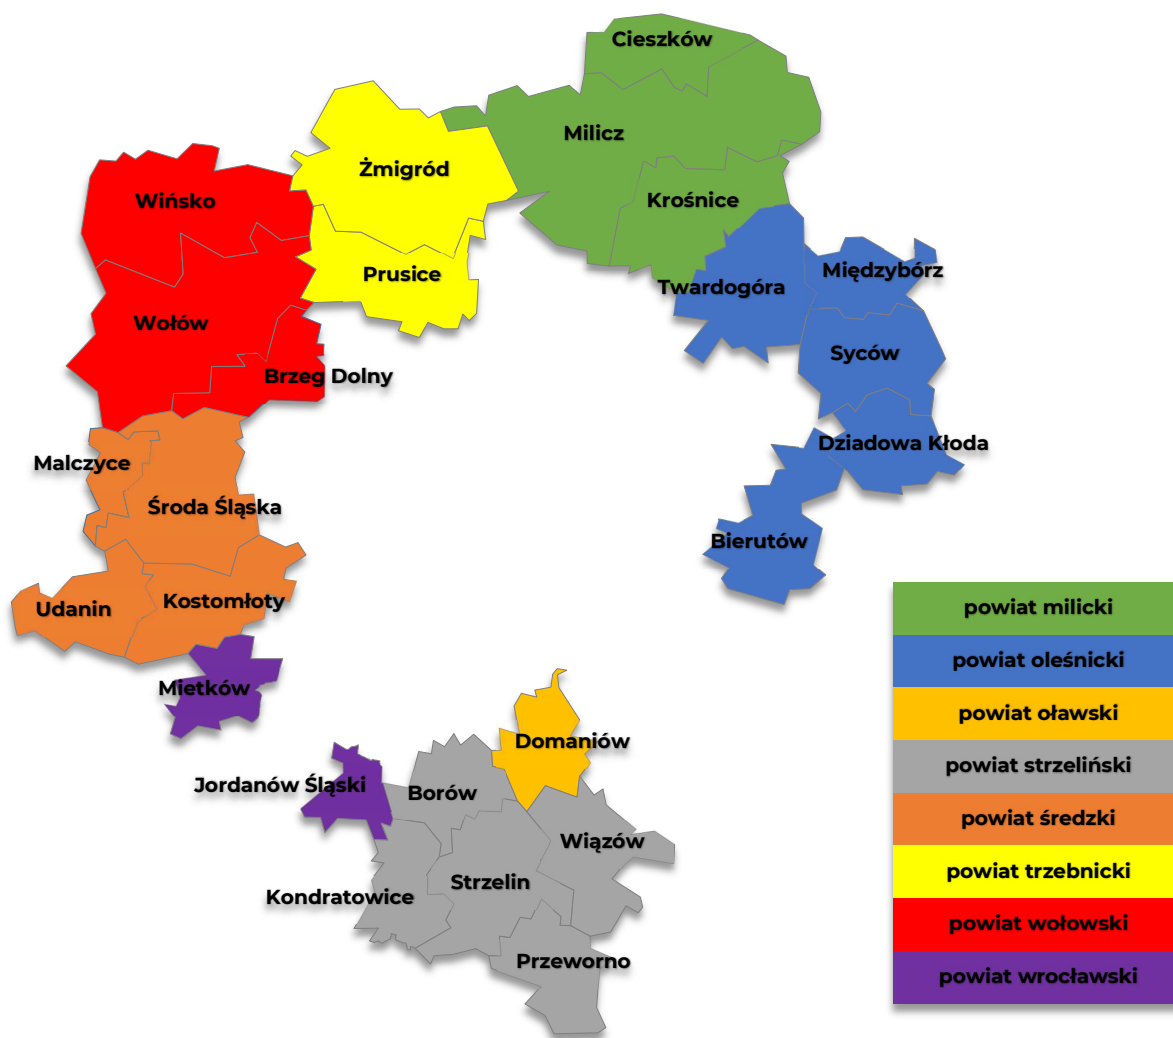 Cieszków
Milicz
Żmigród
Wińsko
Krośnice
Międzybórz
Prusice
Twardogóra
Wołów
Syców
Brzeg Dolny
Dziadowa Kłoda
Malczyce
Środa Śląska
Bierutów
Udanin
Kostomłoty
Mietków
Domaniów
Jordanów Śląski
Borów
Wiązów
Strzelin
Kondratowice
Przeworno
powiat milicki
powiat oleśnicki
powiat oławski
powiat strzeliński
powiat średzki
powiat trzebnicki
powiat wołowski
powiat wrocławski